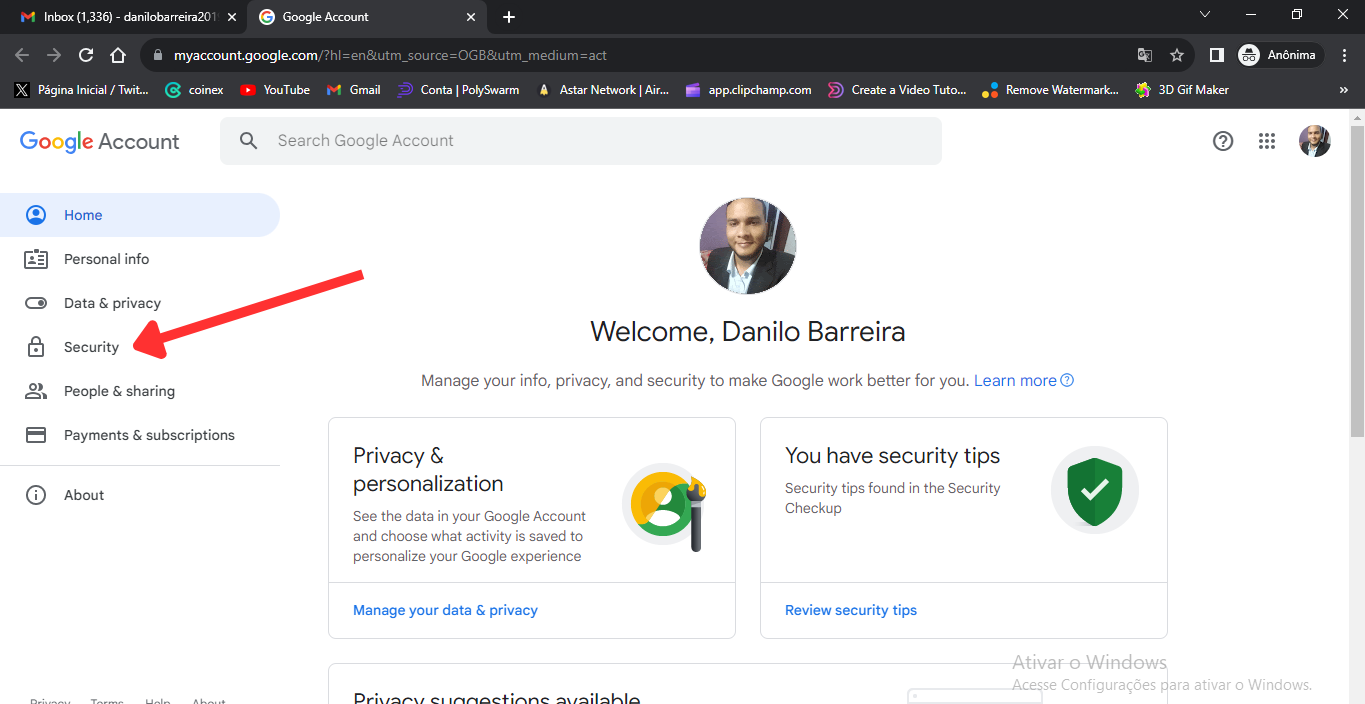 Inbox (1,336) - danilobarreira201
Google Account
myaccount.google.com/?hl=en&utm_source=OGB&utm_medium=act
Anônima
Página Inicial / Twit...
coinex
YouTube
Gmail
Conta | PolySwarm
Astar Network | Air...
app.clipchamp.com
Create a Video Tuto...
Remove Watermark...
3D Gif Maker
»
Google Account
Search Google Account
Home
Personal info
Data & privacy
Security
People & sharing
Payments & subscriptions
About
Welcome, Danilo Barreira
Manage your info, privacy, and security to make Google work better for you. Learn more
Privacy &
personalization
See the data in your Google Account
and choose what activity is saved to
personalize your Google experience
Manage your data & privacy
You have security tips
Security tips found in the Security
Checkup
Review security tips
Privacy suggestions available
Ativar o Windows
Acesse Configurações para ativar o Windows.
Privacy Terms Help About